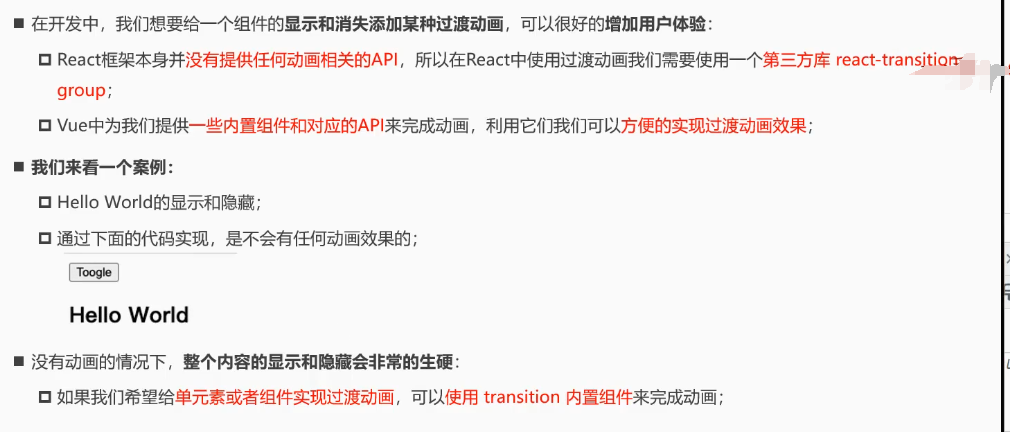 在开发中，我们想要给一个组件的显示和消失添加某种过渡动画，可以很好的增加用户体验：
React框架本身并没有提供任何动画相关的API，所以在React中使用过渡动画我们需要使用一个第三方库 react-transition-
group；
Vue中为我们提供一些内置组件和对应的API来完成动画，利用它们我们可以方便的实现过渡动画效果；
我们来看一个案例：
Hello World的显示和隐藏；
通过下面的代码实现，是不会有任何动画效果的；
Toogle
Hello World
没有动画的情况下，整个内容的显示和隐藏会非常的生硬：
如果我们希望给单元素或者组件实现过渡动画，可以使用 transition 内置组件来完成动画；